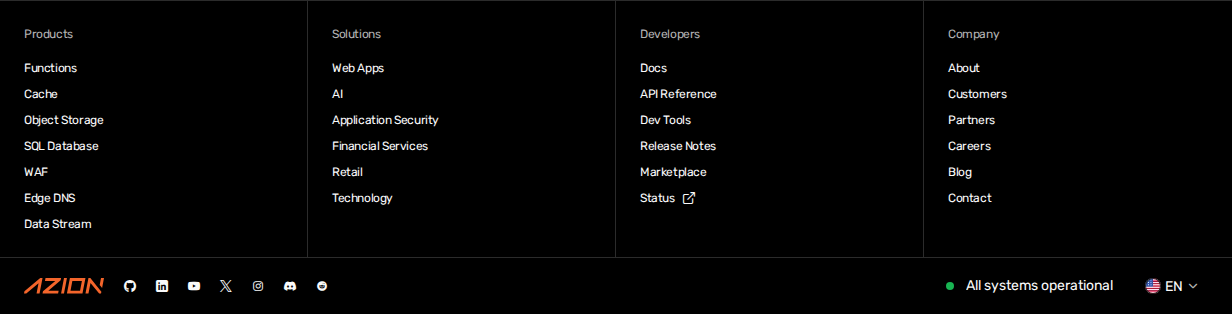 Products
Functions
Cache
Object Storage
SQL Database
WAF
Edge DNS
Data Stream
Solutions
Web Apps
AI
Application Security
Financial Services
Retail
Technology
Developers
Docs
API Reference
Dev Tools
Release Notes
Marketplace
Status
Company
About
Customers
Partners
Careers
Blog
Contact
AZION
All systems operational
EN